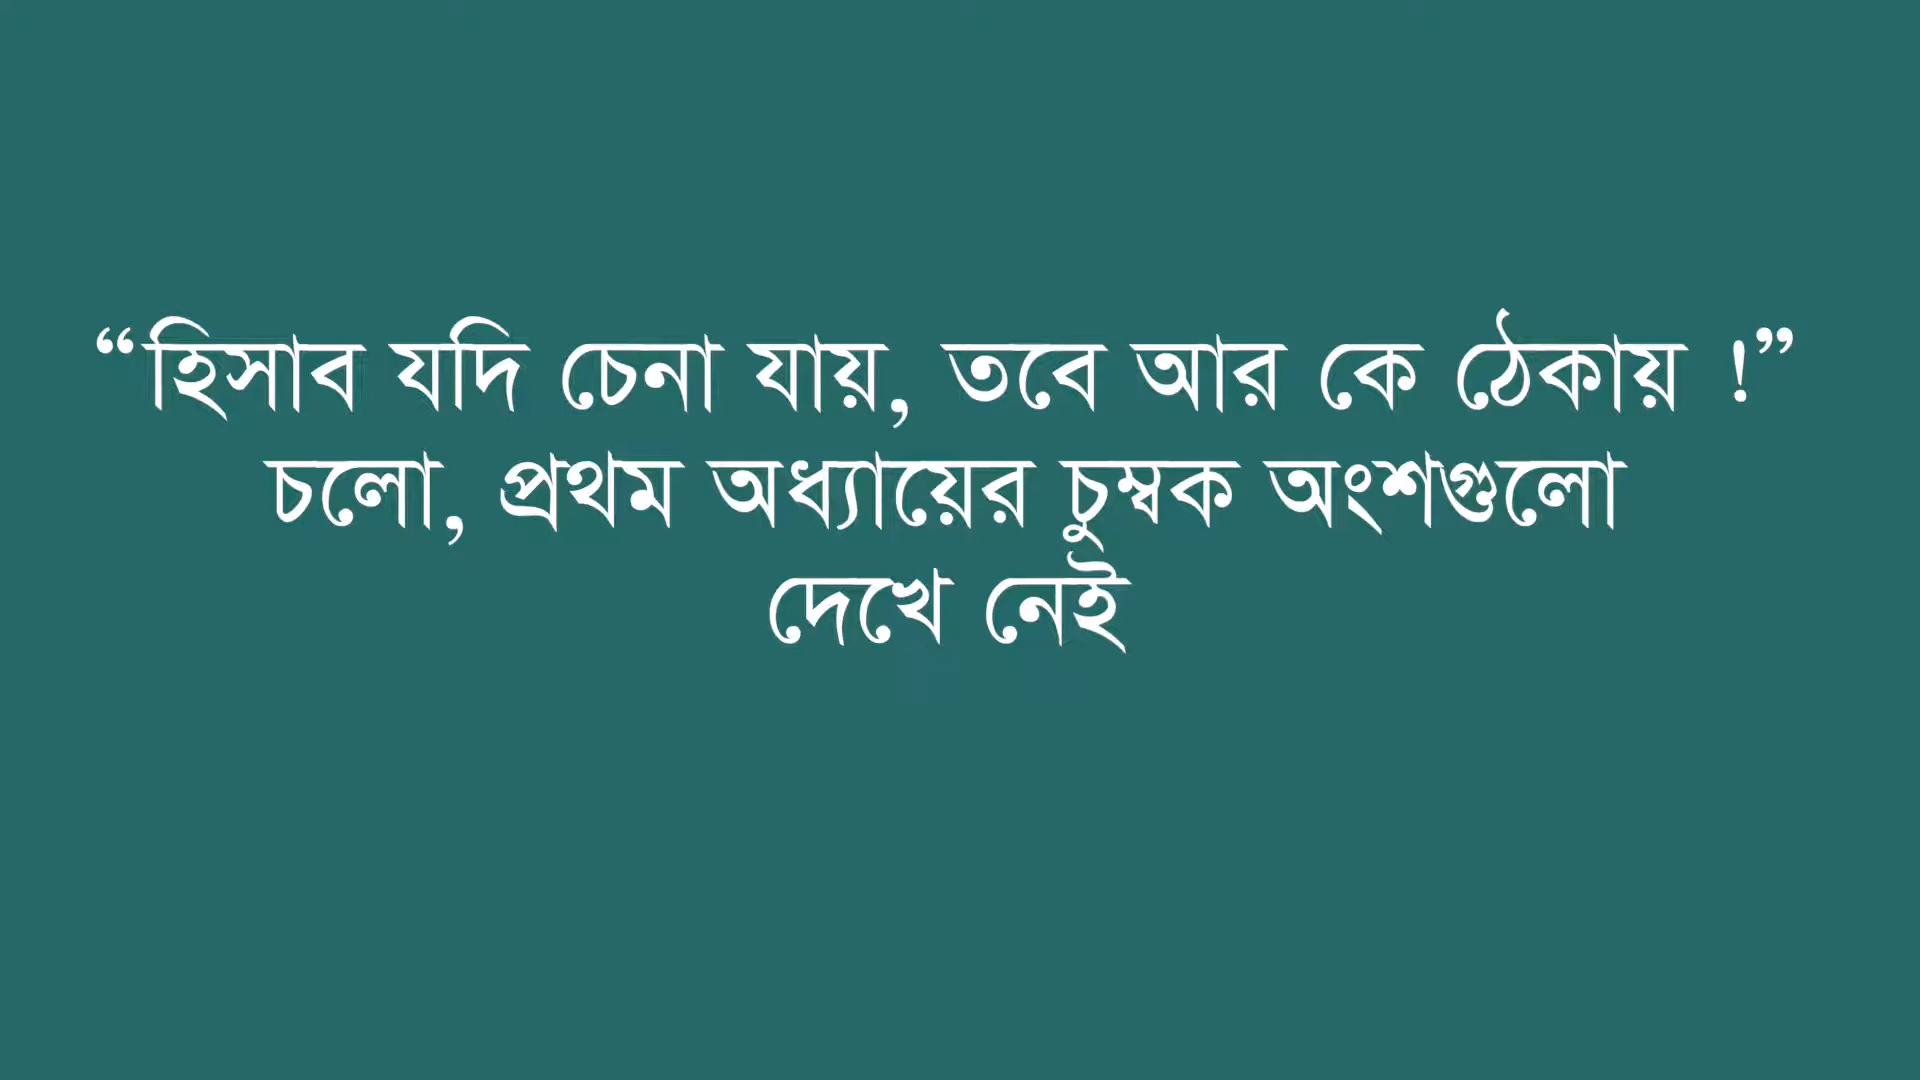 “হিসাব যদি চেনা যায়, তবে আর কে ঠেকায় !”
চলো, প্রথম অধ্যায়ের চুম্বক অংশগুলো
দেখে নেই